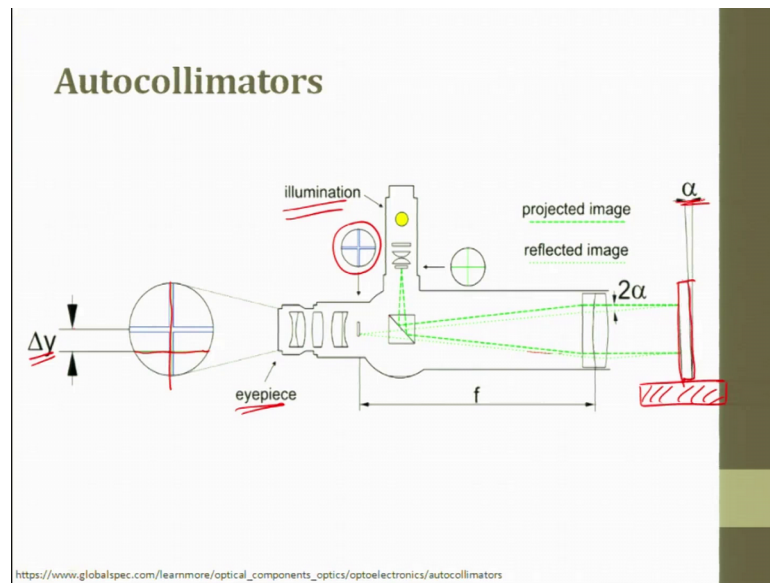 Autocollimators
illumination
projected image
reflected image
α
2α
Δy
eyepiece
f
https://www.globalspec.com/learnmore/optical_components_optics/optoelectronics/autocollimators